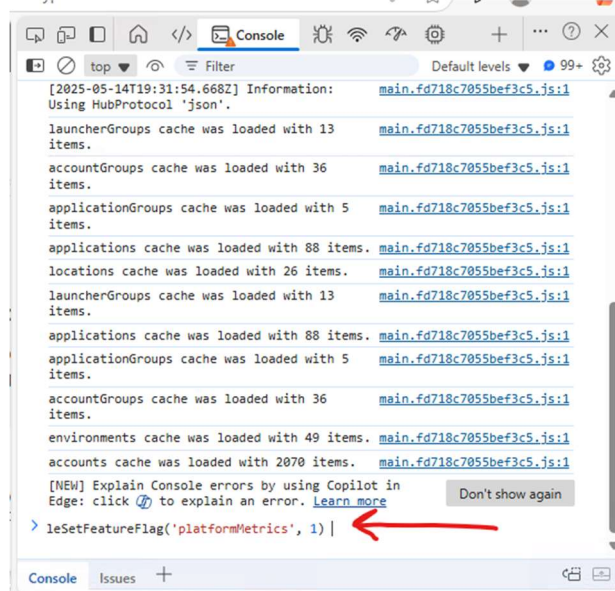 Console
top
Filter
Default levels
99+
[2025-05-14T19:31:54.668Z] Information: main.fd718c7055bef3c5.js:1
Using HubProtocol 'json'.
launcherGroups cache was loaded with 13 main.fd718c7055bef3c5.js:1
items.
accountGroups cache was loaded with 36 main.fd718c7055bef3c5.js:1
items.
applicationGroups cache was loaded with 5 main.fd718c7055bef3c5.js:1
items.
applications cache was loaded with 88 items. main.fd718c7055bef3c5.js:1
locations cache was loaded with 26 items. main.fd718c7055bef3c5.js:1
launcherGroups cache was loaded with 13 main.fd718c7055bef3c5.js:1
items.
applications cache was loaded with 88 items. main.fd718c7055bef3c5.js:1
applicationGroups cache was loaded with 5 main.fd718c7055bef3c5.js:1
items.
accountGroups cache was loaded with 36 main.fd718c7055bef3c5.js:1
items.
environments cache was loaded with 49 items. main.fd718c7055bef3c5.js:1
accounts cache was loaded with 2070 items. main.fd718c7055bef3c5.js:1
[NEW] Explain Console errors by using Copilot in
Edge: click to explain an error. Learn more
Don't show again
> leSetFeatureFlag('platformMetrics', 1)
Console Issues +